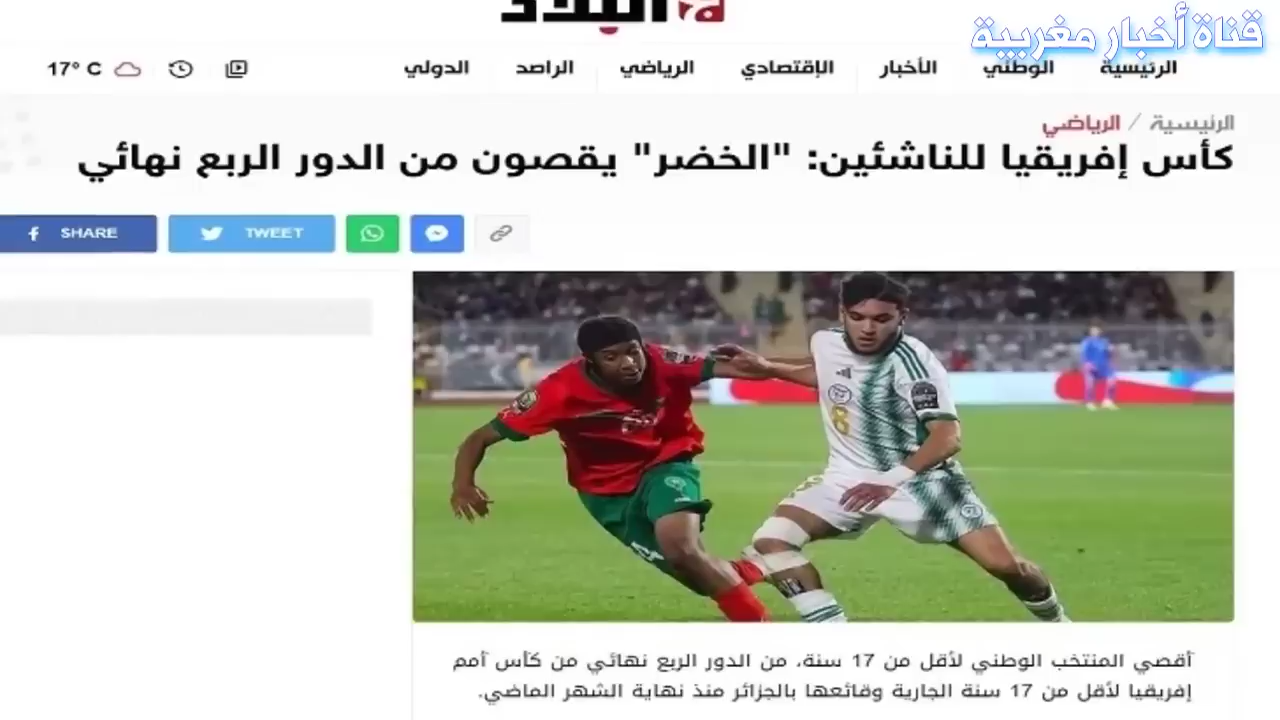 البلاد
قناة أخبار مغربية
الرئيسية الوطني الأخبار الإقتصادي الرياضي الراصد الدولي
17° C
الرئيسية / الرياضي
كأس إفريقيا للناشئين: "الخضر" يقصون من الدور الربع نهائي
SHARE
TWEET
8
أقصي المنتخب الوطني لأقل من 17 سنة، من الدور الربع نهائي من كأس أمم
إفريقيا لأقل من 17 سنة الجارية وقائعها بالجزائر منذ نهاية الشهر الماضي.